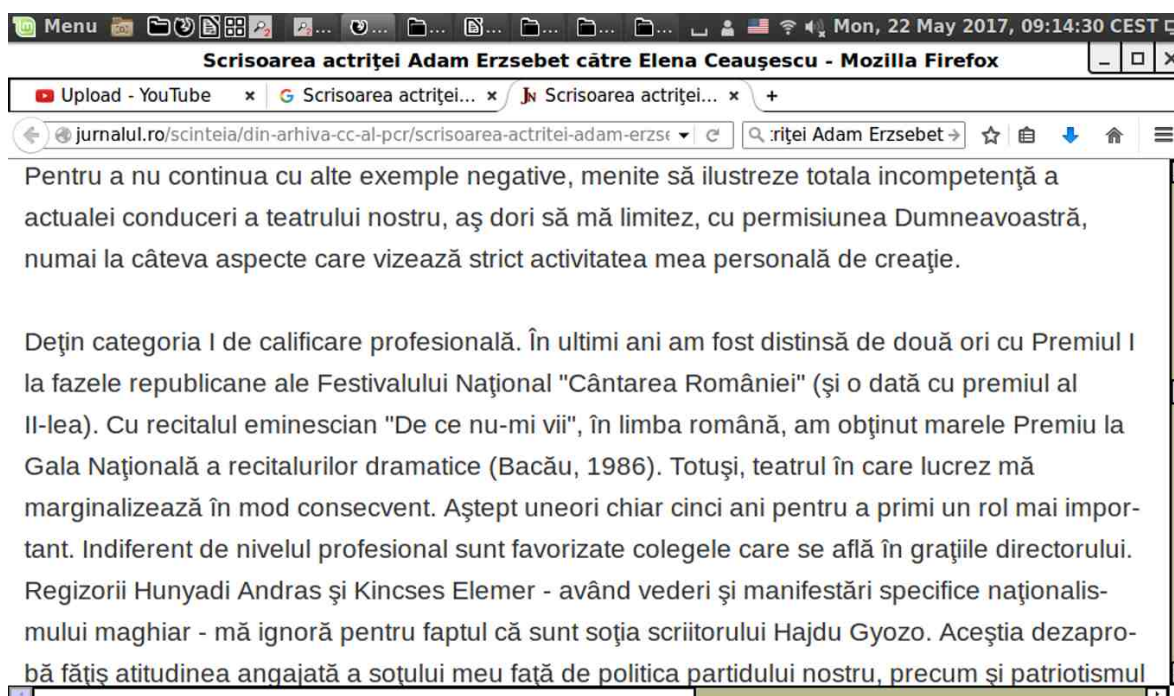 Menu
Mon, 22 May 2017, 09:14:30 CEST
Scrisoarea actriţei Adam Erzsebet către Elena Ceauşescu - Mozilla Firefox
Upload - YouTube × Scrisoarea actriţei... × Scrisoarea actriţei... × +
jurnalul.ro/scinteia/din-arhiva-cc-al-pcr/scrisoarea-actritei-adam-erzse riţei Adam Erzsebet
Pentru a nu continua cu alte exemple negative, menite să ilustreze totala incompetenţă a
actualei conduceri a teatrului nostru, aş dori să mă limitez, cu permisiunea Dumneavoastră,
numai la câteva aspecte care vizează strict activitatea mea personală de creaţie.
Deţin categoria I de calificare profesională. În ultimi ani am fost distinsă de două ori cu Premiul I
la fazele republicane ale Festivalului Naţional "Cântarea României" (şi o dată cu premiul al
II-lea). Cu recitalul eminescian "De ce nu-mi vii", în limba română, am obţinut marele Premiu la
Gala Naţională a recitalurilor dramatice (Bacău, 1986). Totuşi, teatrul în care lucrez mă
marginalizează în mod consecvent. Aştept uneori chiar cinci ani pentru a primi un rol mai impor-
tant. Indiferent de nivelul profesional sunt favorizate colegele care se află în graţiile directorului.
Regizorii Hunyadi Andras şi Kincses Elemer - având vederi şi manifestări specifice naţionalis-
mului maghiar - mă ignoră pentru faptul că sunt soţia scriitorului Hajdu Gyozo. Aceştia dezapro-
bă făţiş atitudinea angajată a soţului meu faţă de politica partidului nostru, precum şi patriotismul